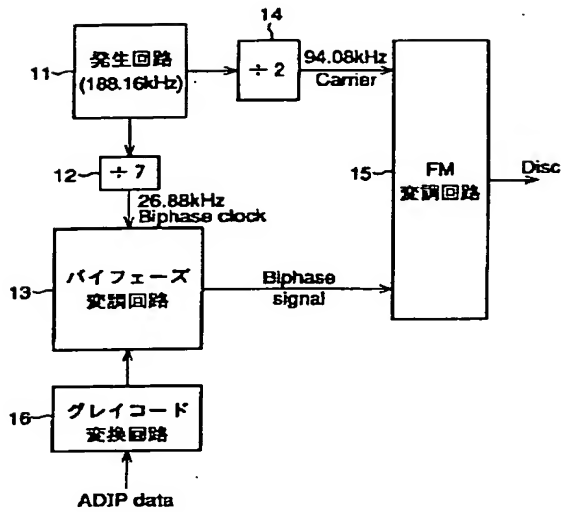 14
発生回路
(188.16kHz)
11
÷2
94.08kHz
Carrier
12
÷7
26.88kHz
Biphase clock
15
FM
変調回路
Disc
13
バイフェーズ
変調回路
Biphase
signal
16
グレイコード
変換回路
ADIP data